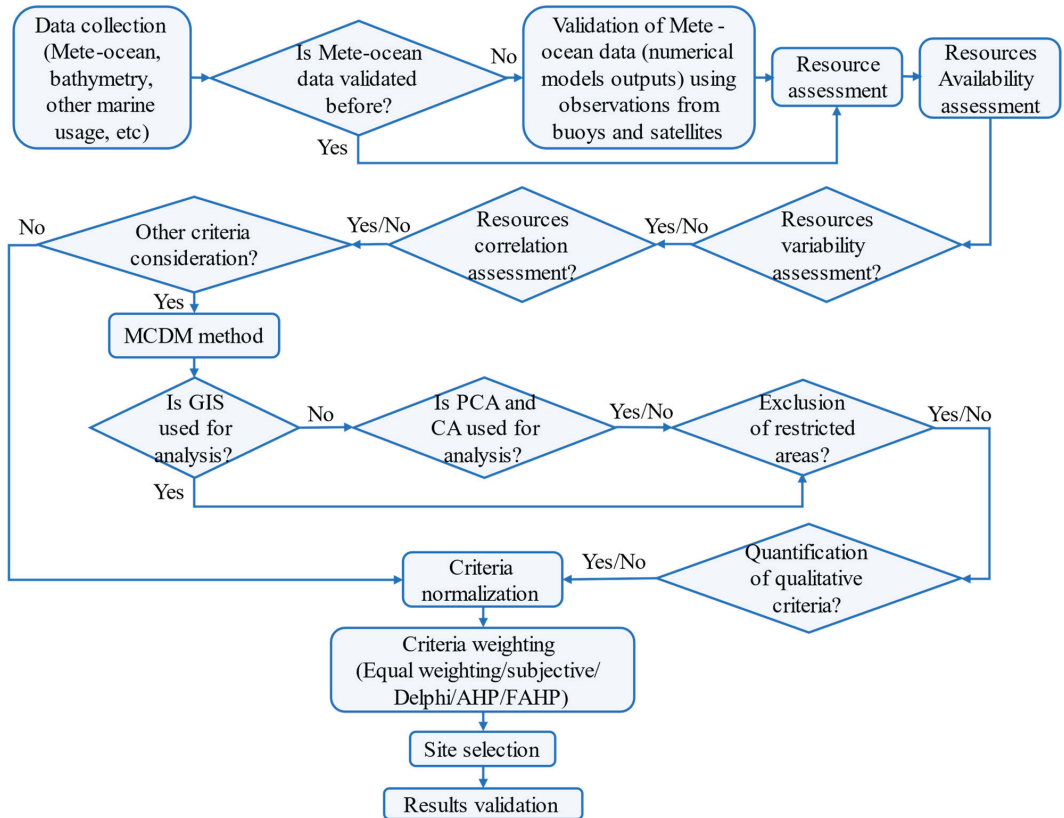 Data collection
(Mete-ocean,
bathymetry,
other marine
usage, etc)
Is Mete-ocean
data validated
before?
No
Yes
Validation of Mete -
ocean data (numerical
models outputs) using
observations from
buoys and satellites
Resource
assessment
Resources
Availability
assessment
Resources
variability
assessment?
Yes/No
Resources
correlation
assessment?
Yes/No
Other criteria
consideration?
No
Yes
MCDM method
Is GIS
used for
analysis?
No
Yes
Is PCA and
CA used for
analysis?
Yes/No
Exclusion
of restricted
areas?
Yes/No
Quantification
of qualitative
criteria?
Yes/No
Criteria
normalization
Criteria weighting
(Equal weighting/subjective/
Delphi/AHP/FAHP)
Site selection
Results validation